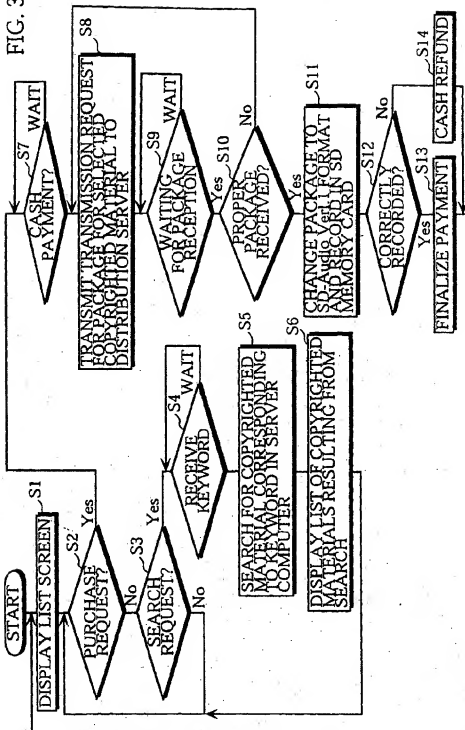 FIG. 3
START
DISPLAY LIST SCREEN
S1
PURCHASE
REQUEST?
S2
Yes
No
SEARCH
REQUEST?
S3
Yes
No
RECEIVE
KEYWORD
S4
WAIT
SEARCH FOR COPYRIGHTED
MATERIAL CORRESPONDING
TO KEYWORD IN SERVER
COMPUTER
S5
DISPLAY LIST OF COPYRIGHTED
MATERIALS RESULTING FROM
SEARCH
S6
CASH
PAYMENT?
S7
WAIT
TRANSMIT TRANSMISSION REQUEST
FOR PACKAGE FOR SELECTED
COPYRIGHTED MATERIAL TO
DISTRIBUTION SERVER
S8
WAITING
FOR PACKAGE
RECEPTION
S9
WAIT
Yes
PROPER
PACKAGE
RECEIVED?
S10
No
Yes
CHANGE PACKAGE TO
SD-Audio Ver.1 FORMAT
AND RECORD INTO SD
MEMORY CARD
S11
CORRECTLY
RECORDED?
S12
No
Yes
FINALIZE PAYMENT
S13
CASH REFUND
S14